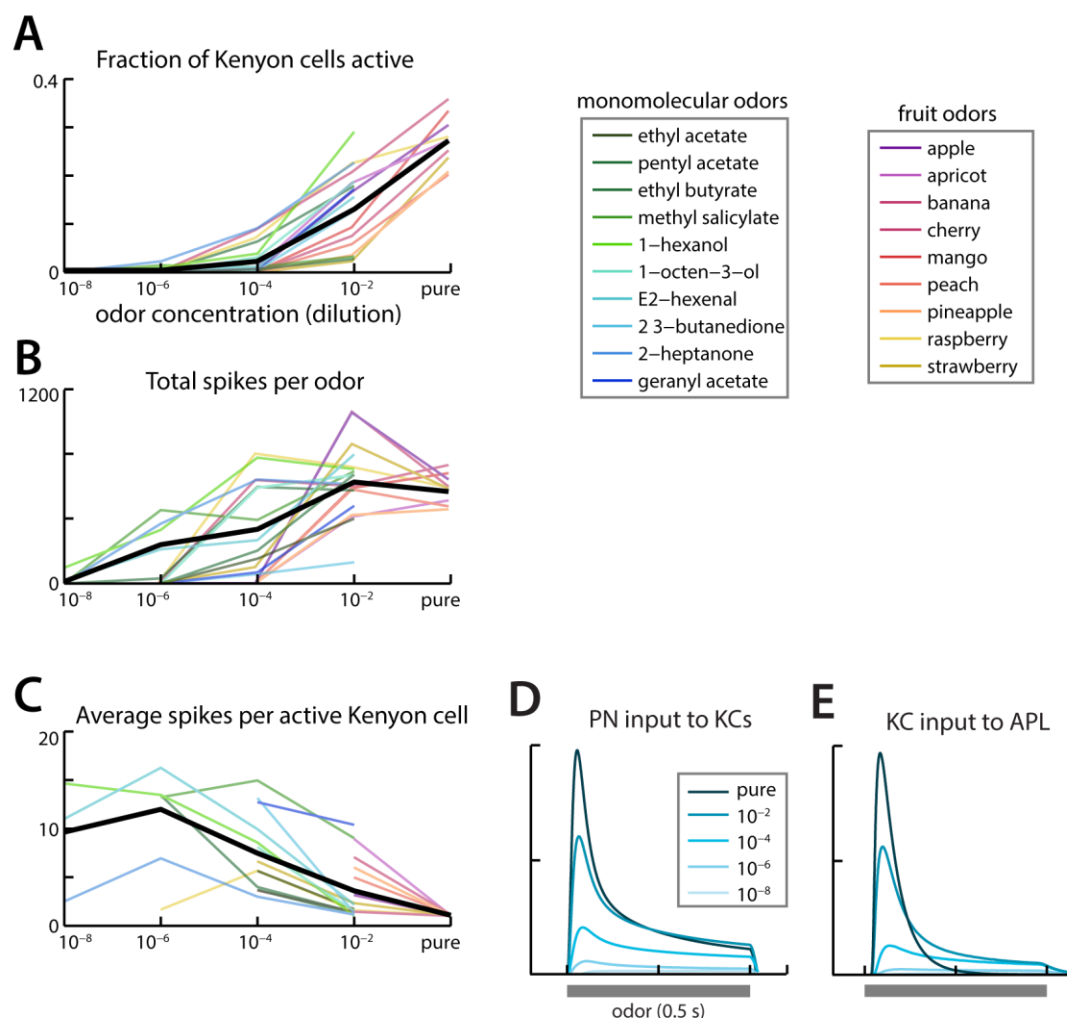 A
Fraction of Kenyon cells active
0.4
0
10⁻⁸ 10⁻⁶ 10⁻⁴ 10⁻² pure
odor concentration (dilution)
monomolecular odors
ethyl acetate
pentyl acetate
ethyl butyrate
methyl salicylate
1−hexanol
1−octen−3−ol
E2−hexenal
2 3−butanedione
2−heptanone
geranyl acetate
fruit odors
apple
apricot
banana
cherry
mango
peach
pineapple
raspberry
strawberry
B
Total spikes per odor
1200
0
10⁻⁸ 10⁻⁶ 10⁻⁴ 10⁻² pure
C
Average spikes per active Kenyon cell
20
10
0
10⁻⁸ 10⁻⁶ 10⁻⁴ 10⁻² pure
D
PN input to KCs
pure
10⁻²
10⁻⁴
10⁻⁶
10⁻⁸
odor (0.5 s)
E
KC input to APL